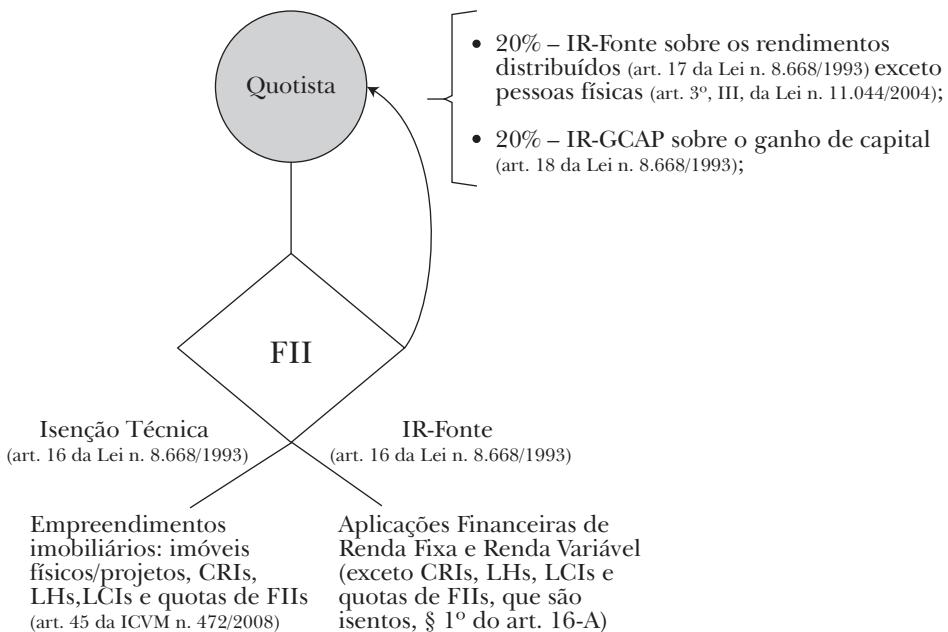 Quotista
• 20% – IR-Fonte sobre os rendimentos
distribuídos (art. 17 da Lei n. 8.668/1993) exceto
pessoas físicas (art. 3º, III, da Lei n. 11.044/2004);
• 20% – IR-GCAP sobre o ganho de capital
(art. 18 da Lei n. 8.668/1993);
FII
Isenção Técnica
(art. 16 da Lei n. 8.668/1993)
IR-Fonte
(art. 16 da Lei n. 8.668/1993)
Empreendimentos
imobiliários: imóveis
físicos/projetos, CRIs,
LHs,LCIs e quotas de FIIs
(art. 45 da ICVM n. 472/2008)
Aplicações Financeiras de
Renda Fixa e Renda Variável
(exceto CRIs, LHs, LCIs e
quotas de FIIs, que são
isentos, § 1º do art. 16-A)